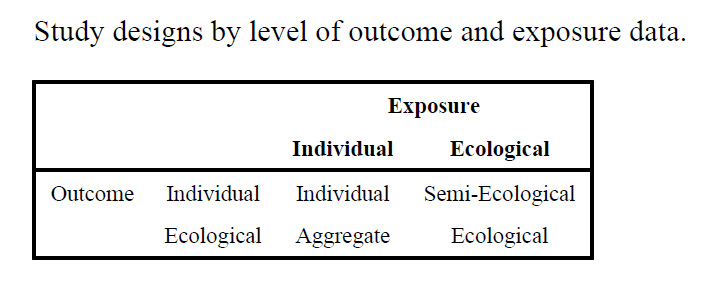 Study designs by level of outcome and exposure data.
Exposure
Individual Ecological
Outcome Individual Individual Semi-Ecological
Ecological Aggregate Ecological